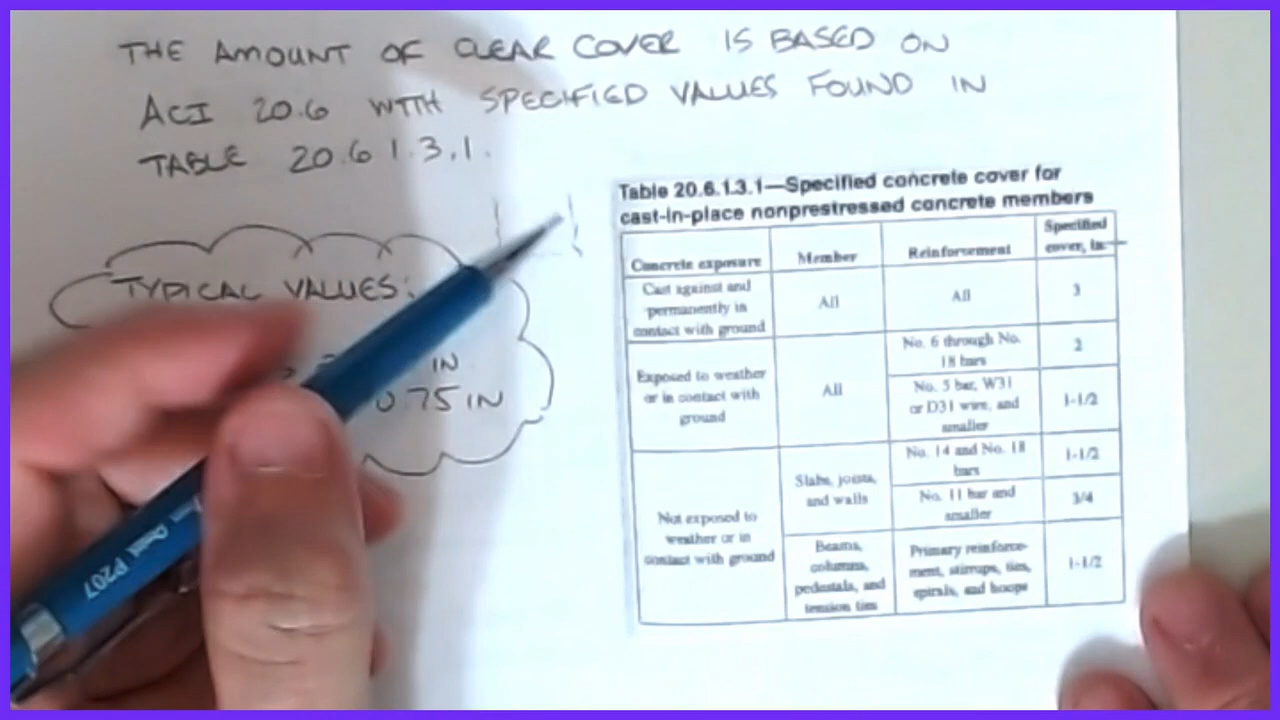 THE AMOUNT OF CLEAR COVER IS BASED ON
ACI 20.6 WITH SPECIFIED VALUES FOUND IN
TABLE 20.6 1.3.1.
TYPICAL VALUES:
IN
0.75 IN
Table 20.6.1.3.1—Specified concrete cover for
cast-in-place nonprestressed concrete members
Concrete exposure
Member
Reinforcement
Specified
cover, in.
Cast against and
permanently in
contact with ground
All
All
3
Exposed to weather
or in contact with
ground
All
No. 6 through No.
18 bars
2
No. 5 bar, W31
or D31 wire, and
smaller
1-1/2
Not exposed to
weather or in
contact with ground
Slabs, joists,
and walls
No. 14 and No. 18
bars
1-1/2
No. 11 bar and
smaller
3/4
Beams,
columns,
pedestals, and
tension ties
Primary reinforce-
ment, stirrups, ties,
spirals, and hoops
1-1/2
Pentel P207